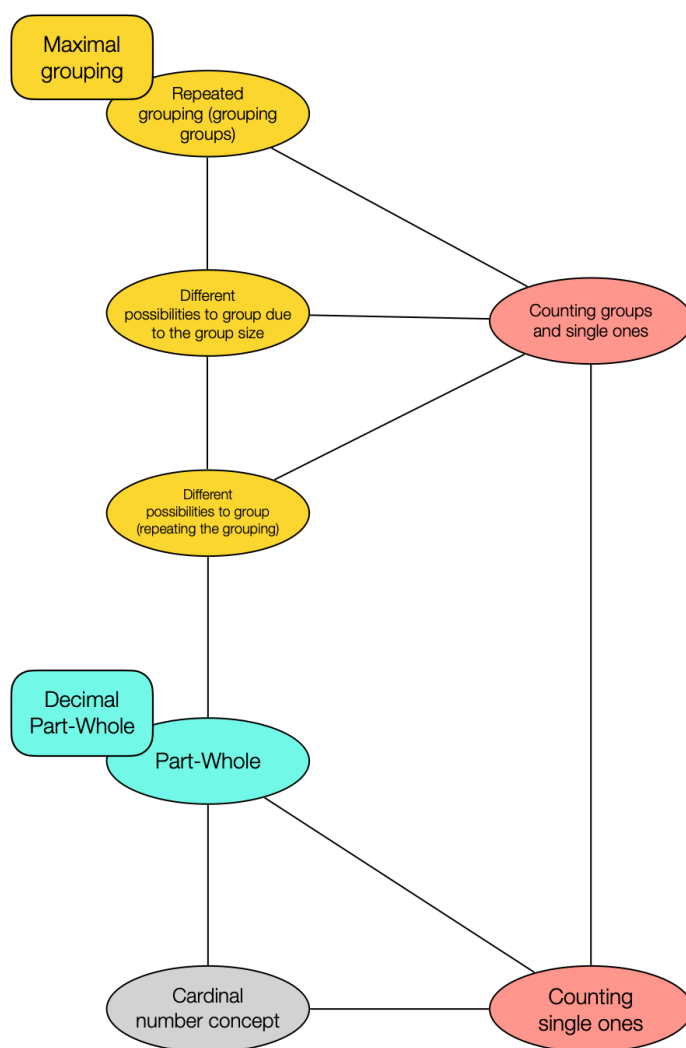 Maximal
grouping
Repeated
grouping (grouping
groups)
Different
possibilities to group due
to the group size
Counting groups
and single ones
Different
possibilities to group
(repeating the grouping)
Decimal
Part-Whole
Part-Whole
Cardinal
number concept
Counting
single ones